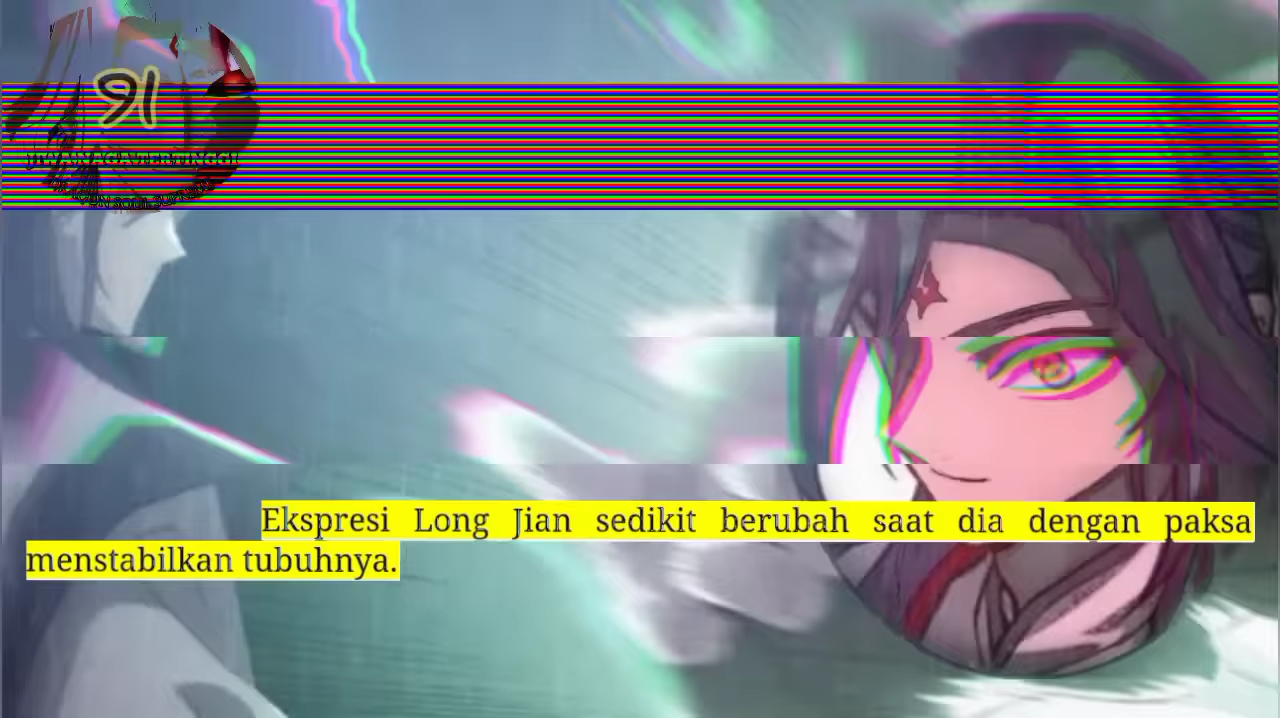 Ekspresi Long Jian sedikit berubah saat dia dengan paksa
menstabilkan tubuhnya.